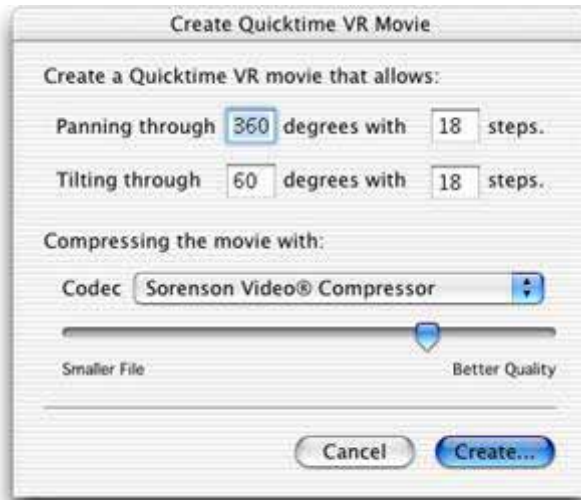 Create Quicktime VR Movie
Create a Quicktime VR movie that allows:
Panning through 360 degrees with 18 steps.
Tilting through 60 degrees with 18 steps.
Compressing the movie with:
Codec Sorenson Video® Compressor
Smaller File Better Quality
Cancel Create...